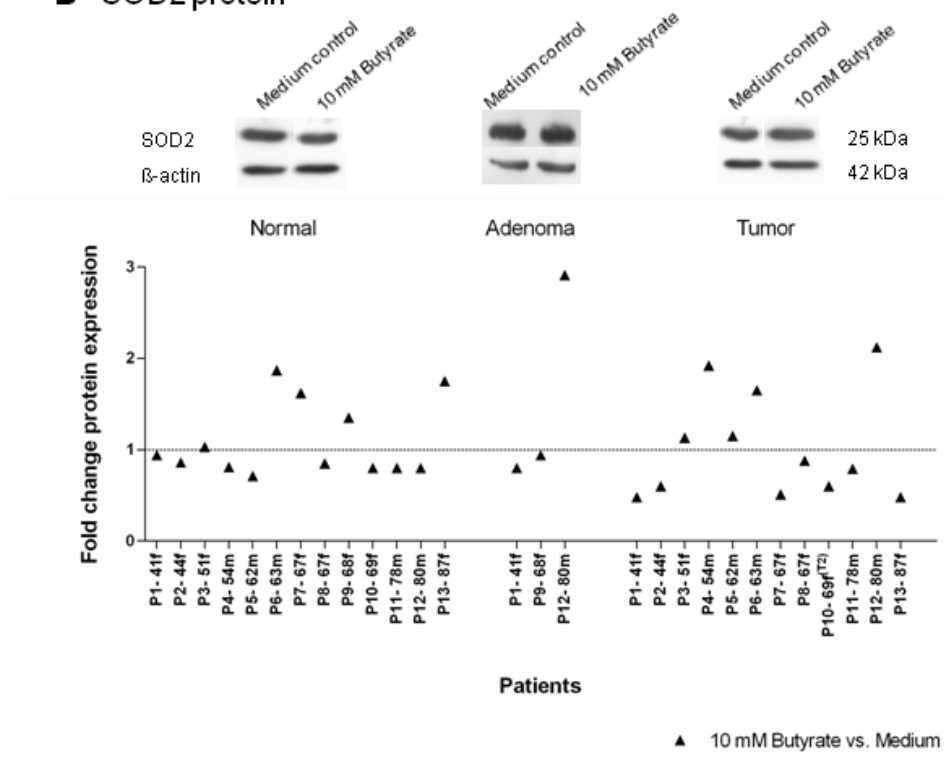 B SOD2 protein
Medium control
10 mM Butyrate
Medium control
10 mM Butyrate
Medium control
10 mM Butyrate
SOD2
25 kDa
ß-actin
42 kDa
Normal
Adenoma
Tumor
Fold change protein expression
3
2
1
0
P1- 41f
P2- 44f
P3- 51f
P4- 54m
P5- 62m
P6- 63m
P7- 67f
P8- 67f
P9- 68f
P10- 69f
P11- 78m
P12- 80m
P13- 87f
P1- 41f
P9- 68f
P12- 80m
P1- 41f
P2- 44f
P3- 51f
P4- 54m
P5- 62m
P6- 63m
P7- 67f
P8- 67f
P10- 69f(T2)
P11- 78m
P12- 80m
P13- 87f
Patients
10 mM Butyrate vs. Medium